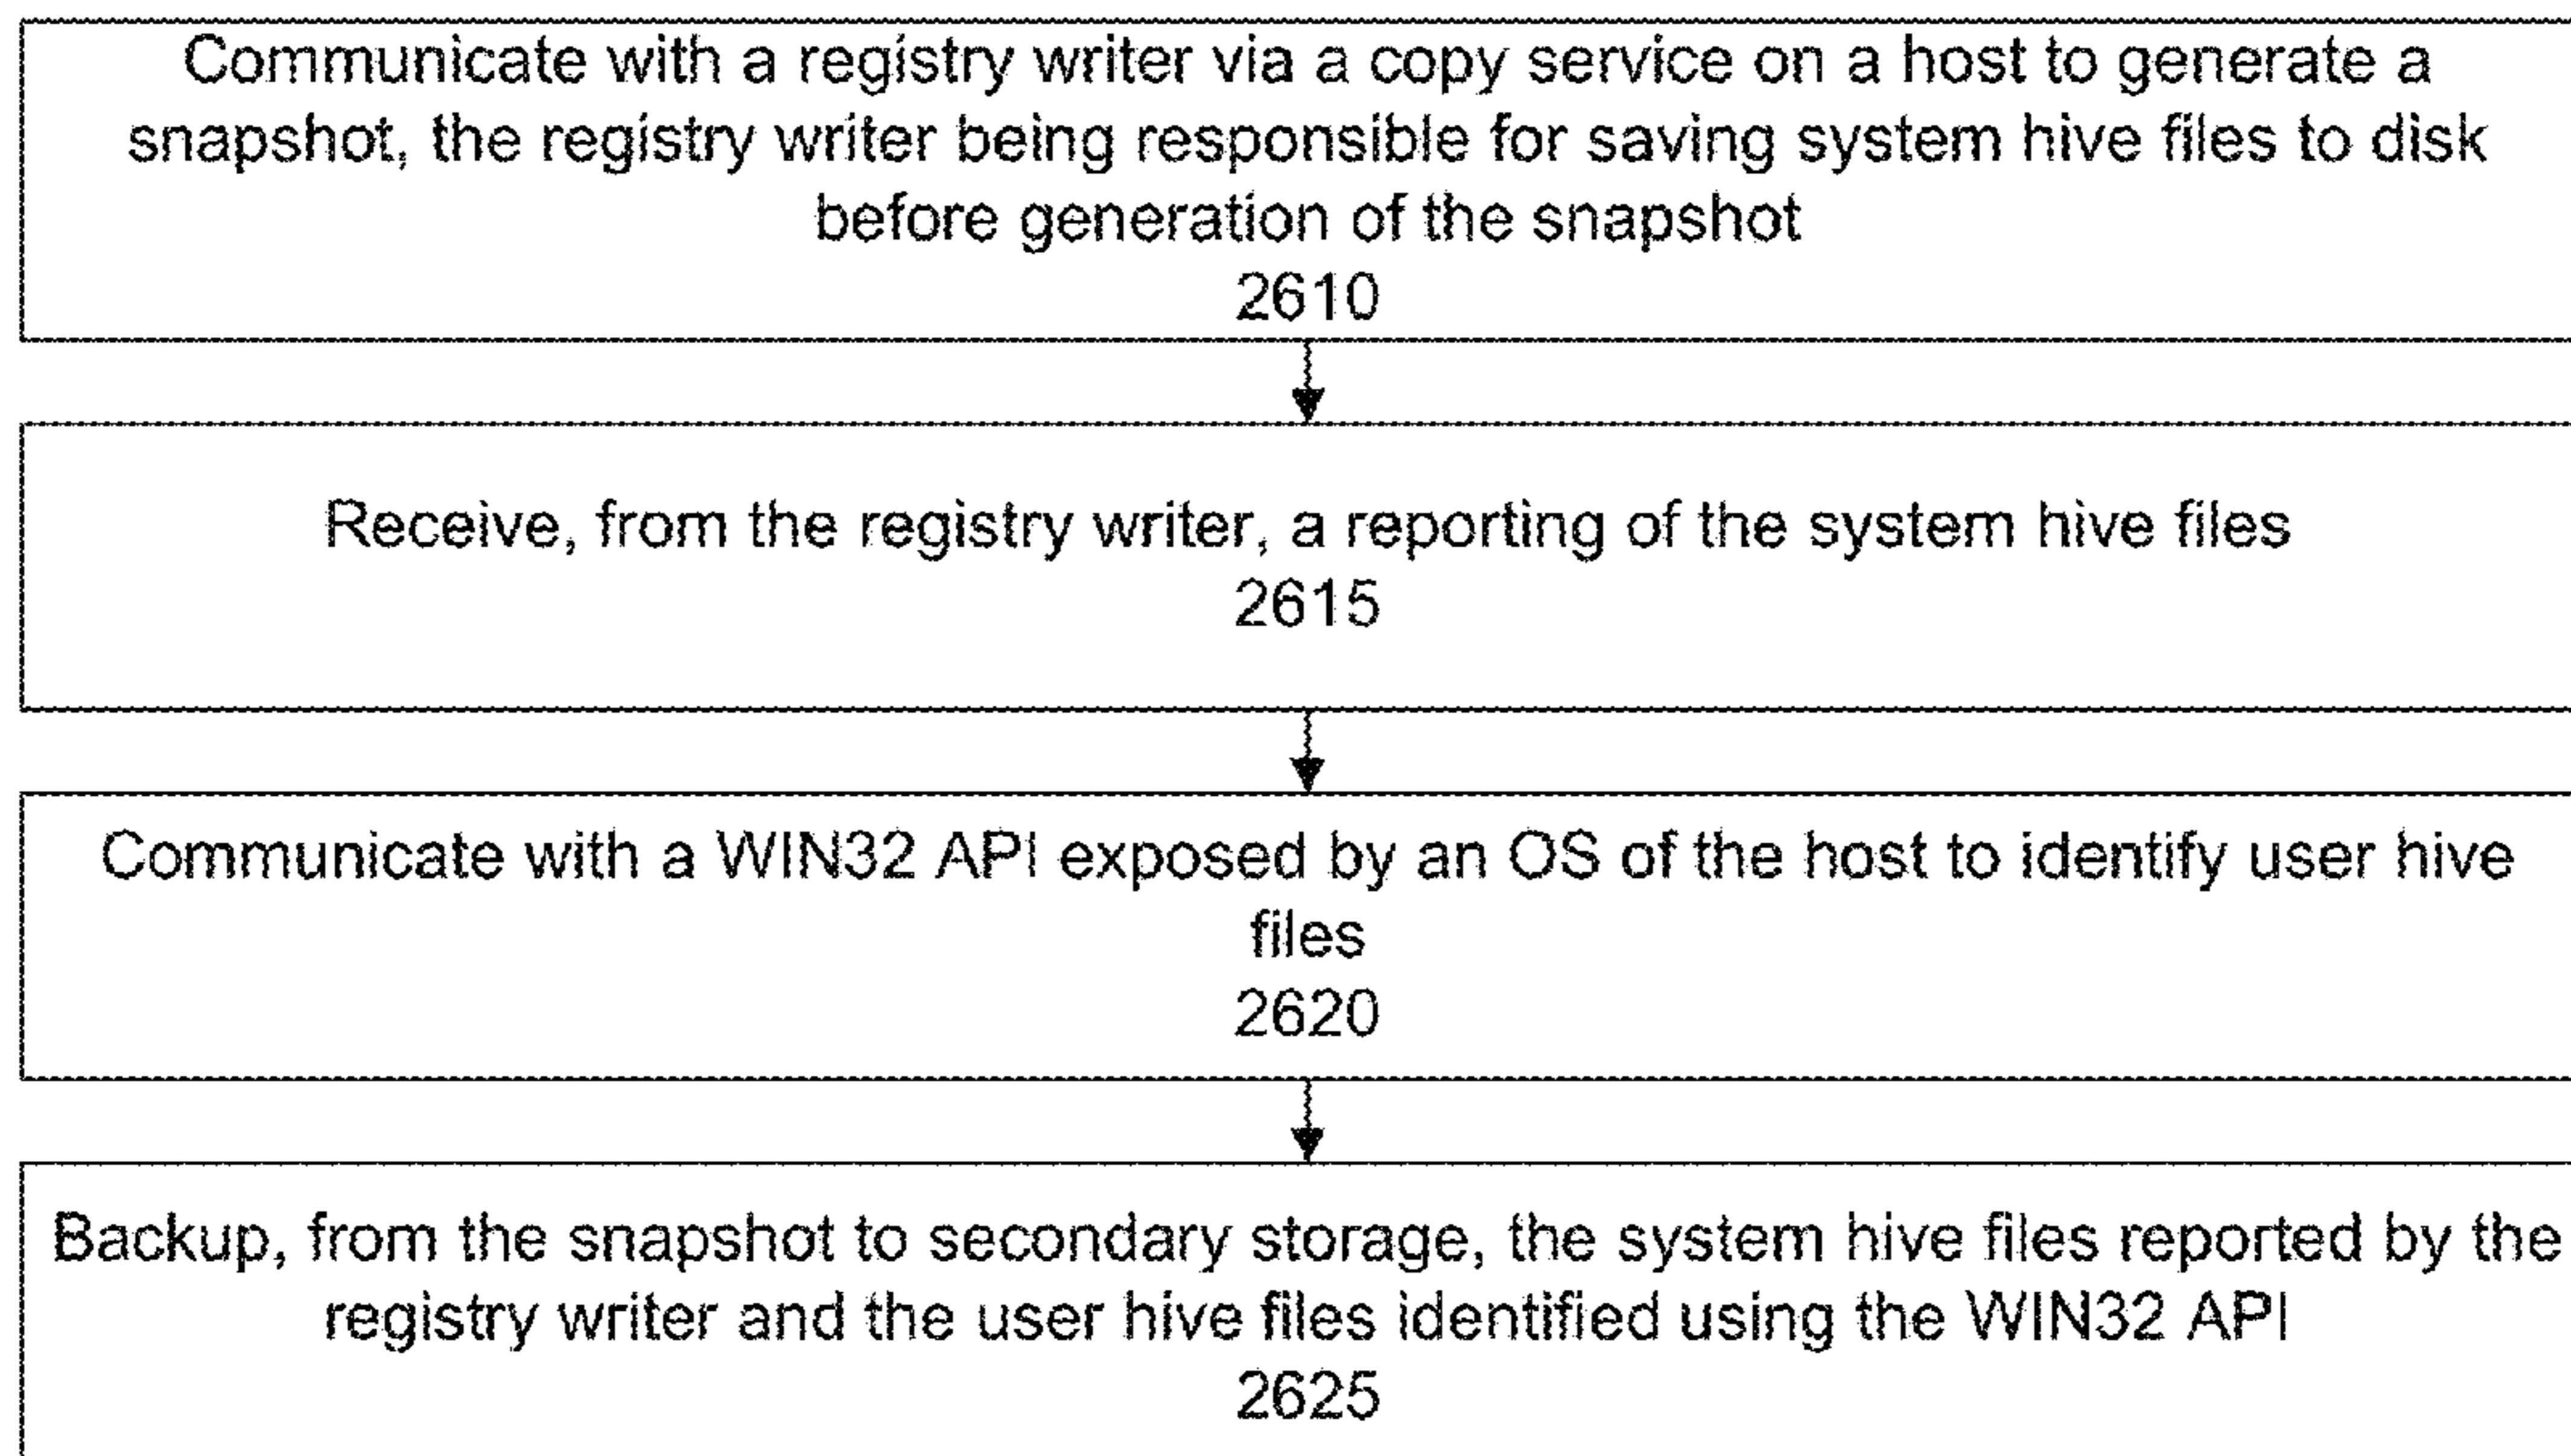 Communicate with a registry writer via a copy service on a host to generate a
snapshot, the registry writer being responsible for saving system hive files to disk
before generation of the snapshot
2610
Receive, from the registry writer, a reporting of the system hive files
2615
Communicate with a WIN32 API exposed by an OS of the host to identify user hive
files
2620
Backup, from the snapshot to secondary storage, the system hive files reported by the
registry writer and the user hive files identified using the WIN32 API
2625